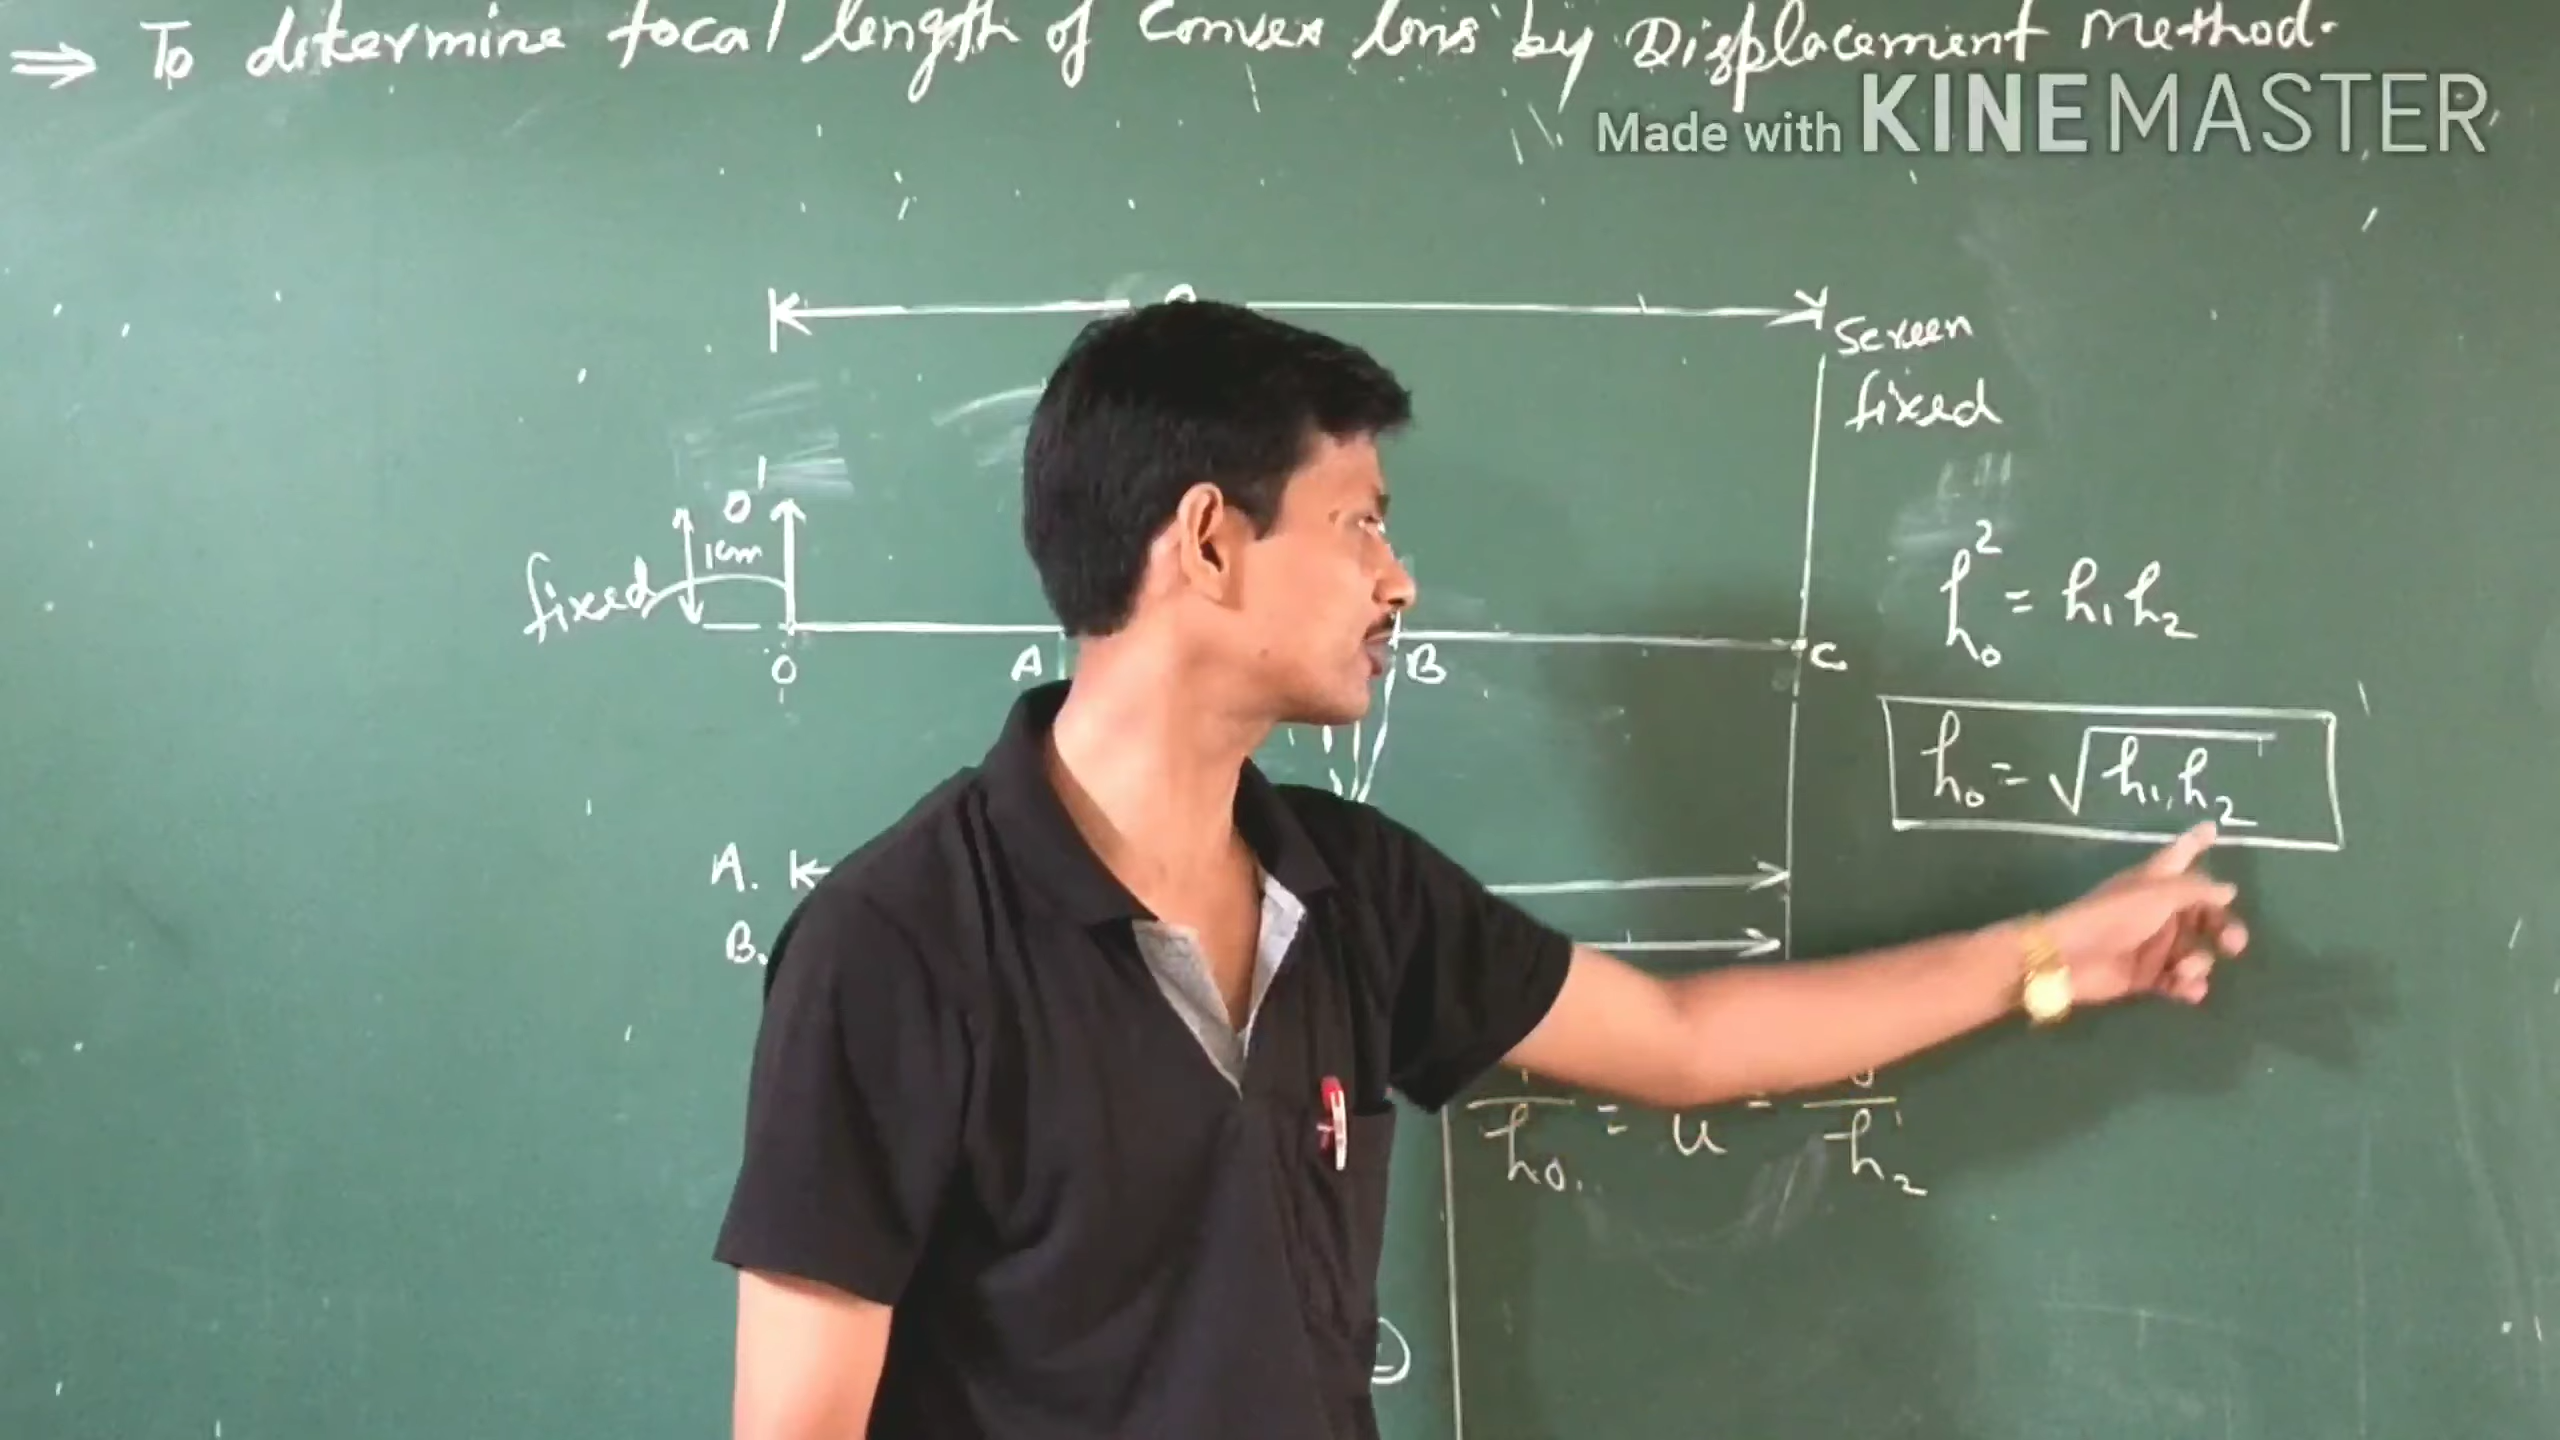 ⇒ To determine focal length of Convex lens by Displacement Method.
Made with KINEMASTER
Screen
fixed
O'
1cm
fixed
O A B C
h₀² = h₁h₂
h₀ = √h₁h₂
A.
B.
h₀ = u = h₂